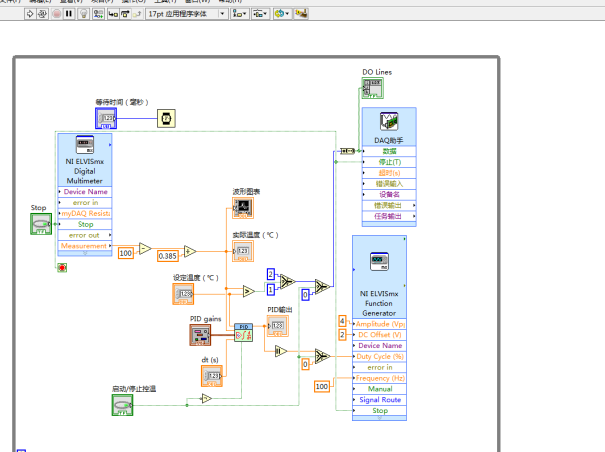 17pt 应用程序字体
DO Lines
等待时间（毫秒）
NI ELVISmx
Digital
Multimeter
Device Name
error in
myDAQ Resist
Stop
error out
Measurement
Stop
DAQ助手
数据
停止(T)
超时(s)
错误输入
设备名
错误输出
任务输出
波形图表
实际温度（℃）
100
0.385
设定温度（℃）
2
1
0
PID gains
PID
PID输出
dt (s)
启动/停止控温
0
100
4
2
NI ELVISmx
Function
Generator
Amplitude (Vpp
DC Offset (V)
Device Name
Duty Cycle (%)
error in
Frequency (Hz)
Manual
Signal Route
Stop